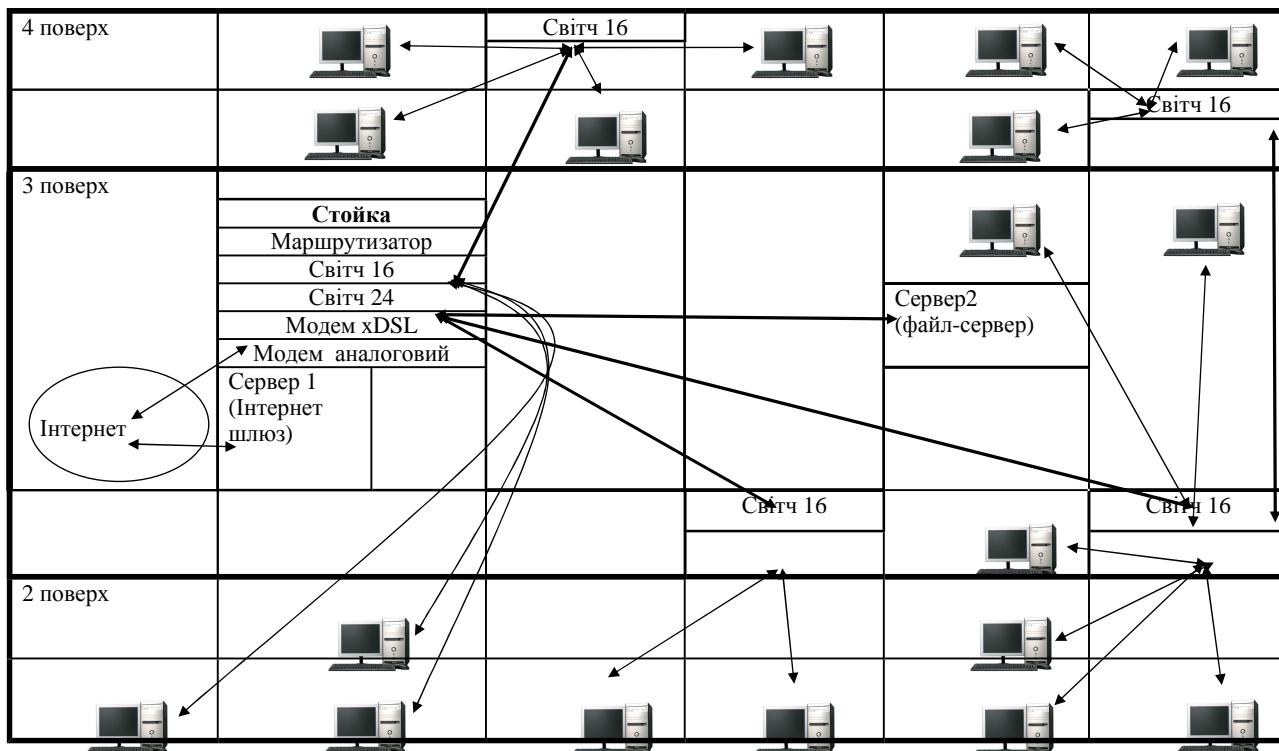 4 поверх
Світч 16
Світч 16
3 поверх
Стойка
Маршрутизатор
Світч 16
Світч 24
Модем xDSL
Модем аналоговий
Сервер 1
(Інтернет
шлюз)
Інтернет
Сервер2
(файл-сервер)
Світч 16
Світч 16
2 поверх